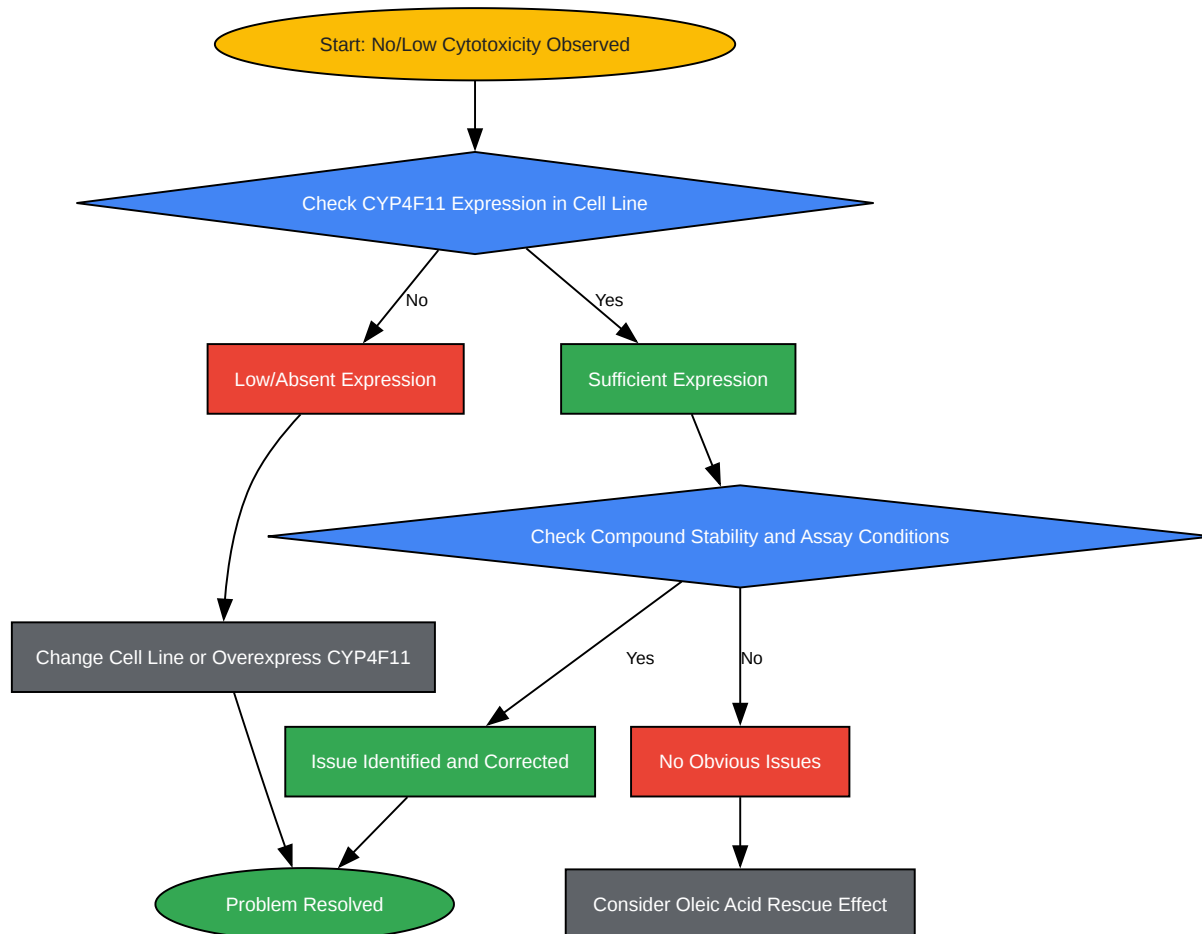 Start: No/Low Cytotoxicity Observed
Check CYP4F11 Expression in Cell Line
No
Yes
Low/Absent Expression
Sufficient Expression
Check Compound Stability and Assay Conditions
Change Cell Line or Overexpress CYP4F11
Yes
No
Issue Identified and Corrected
No Obvious Issues
Problem Resolved
Consider Oleic Acid Rescue Effect